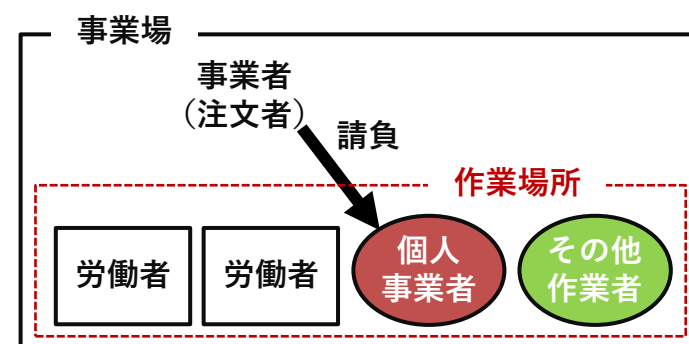 事業場
事業者
（注文者）
請負
作業場所
労働者
労働者
個人
事業者
その他
作業者